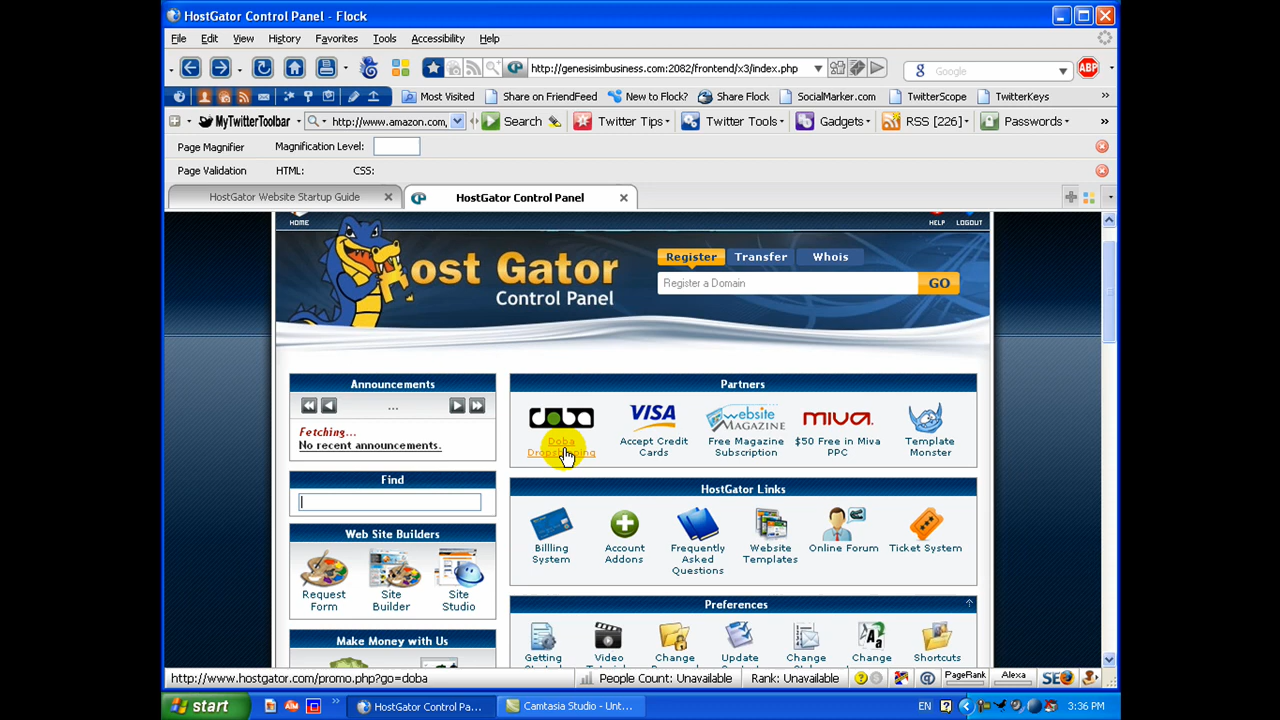 HostGator Control Panel - Flock
File Edit View History Favorites Tools Accessibility Help
http://genesisimbusiness.com:2082/frontend/x3/index.php
Google
ABP
Most Visited Share on FriendFeed New to Flock? Share Flock SocialMarker.com TwitterScope TwitterKeys
MyTwitterToolbar http://www.amazon.com, Search Twitter Tips Twitter Tools Gadgets RSS [226] Passwords
Page Magnifier Magnification Level:
Page Validation HTML: CSS:
HostGator Website Startup Guide
HostGator Control Panel
HOME
HELP LOGOUT
Host Gator
Control Panel
Register Transfer Whois
Register a Domain GO
Announcements
...
Fetching...
No recent announcements.
Find
Web Site Builders
Request Form
Site Builder
Site Studio
Make Money with Us
Partners
doba
Doba Dropshipping
VISA
Accept Credit Cards
website MAGAZINE
Free Magazine Subscription
MIVA.
$50 Free in Miva PPC
Template Monster
HostGator Links
Billling System
Account Addons
Frequently Asked Questions
Website Templates
Online Forum
Ticket System
Preferences
Getting
Video
Change
Update
Change
Change
Shortcuts
People Count: Unavailable Rank: Unavailable PageRank Alexa SE
start HostGator Control Pa... Camtasia Studio - Unt... EN 3:36 PM